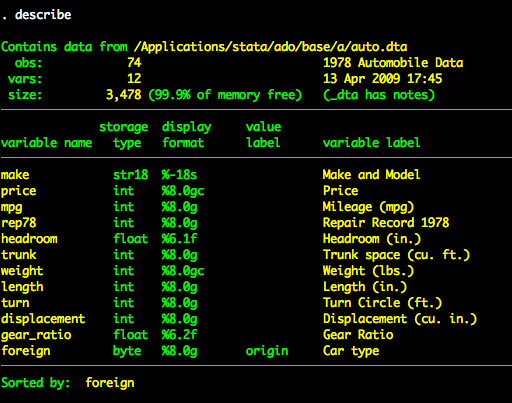 . describe
Contains data from /Applications/stata/ado/base/a/auto.dta
obs: 74 1978 Automobile Data
vars: 12 13 Apr 2009 17:45
size: 3,478 (99.9% of memory free) (_dta has notes)
storage display value
variable name type format label variable label
make str18 %-18s Make and Model
price int %8.0gc Price
mpg int %8.0g Mileage (mpg)
rep78 int %8.0g Repair Record 1978
headroom float %6.1f Headroom (in.)
trunk int %8.0g Trunk space (cu. ft.)
weight int %8.0gc Weight (lbs.)
length int %8.0g Length (in.)
turn int %8.0g Turn Circle (ft.)
displacement int %8.0g Displacement (cu. in.)
gear_ratio float %6.2f Gear Ratio
foreign byte %8.0g origin Car type
Sorted by: foreign